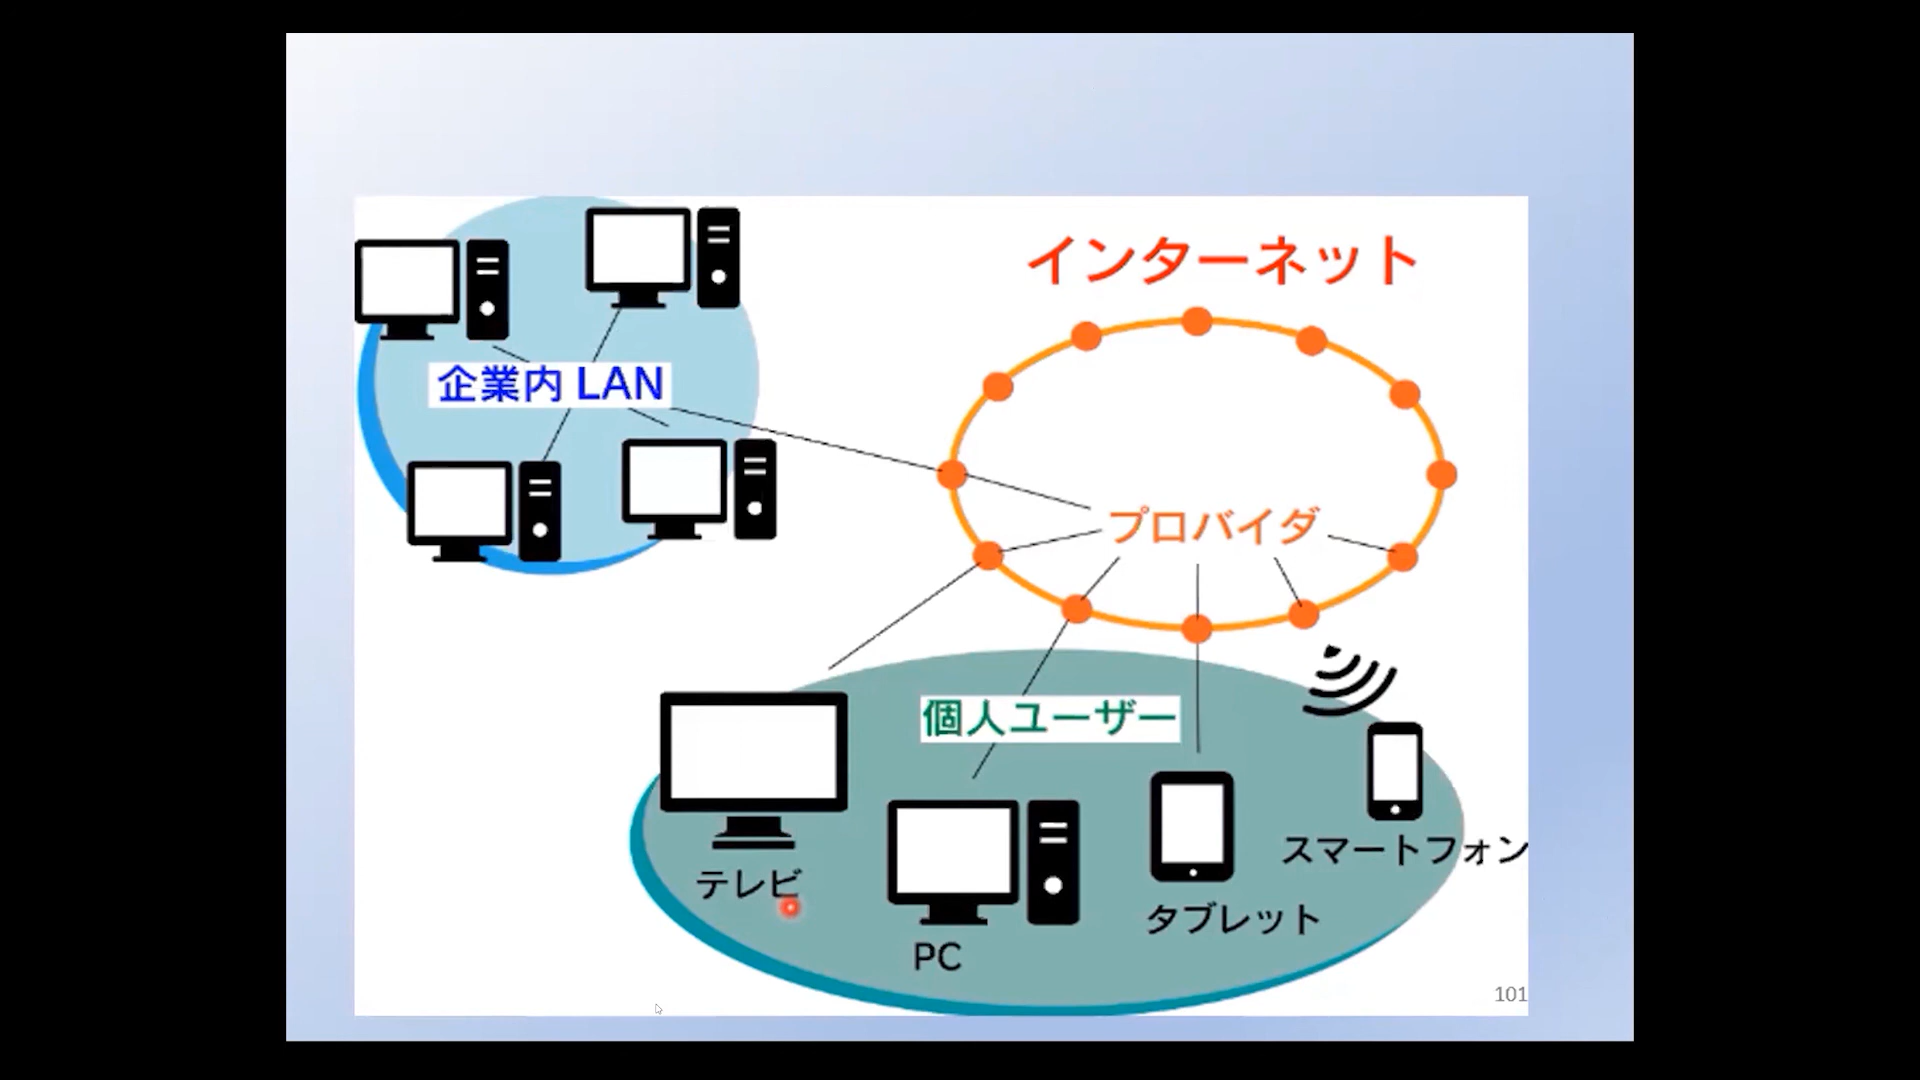 インターネット
企業内 LAN
プロバイダ
個人ユーザー
テレビ
PC
タブレット
スマートフォン
101